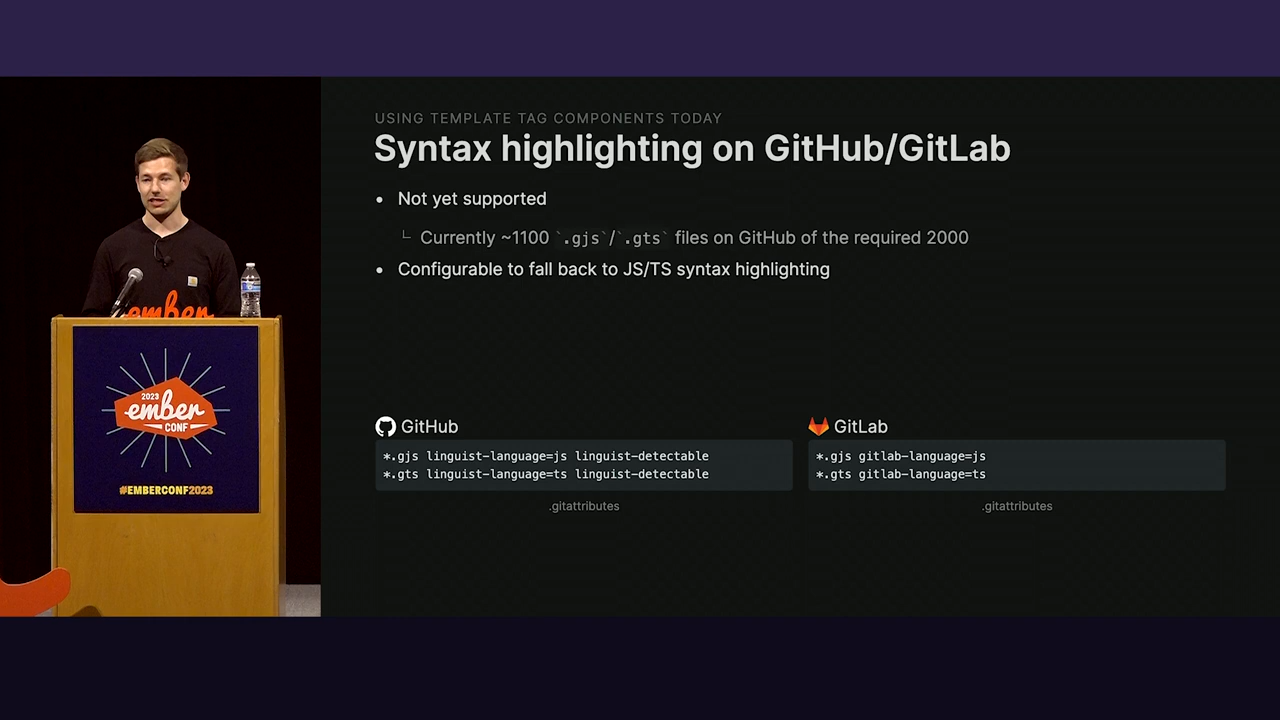 USING TEMPLATE TAG COMPONENTS TODAY
Syntax highlighting on GitHub/GitLab
• Not yet supported
└ Currently ~1100 `.gjs`/`.gts` files on GitHub of the required 2000
• Configurable to fall back to JS/TS syntax highlighting
GitHub
*.gjs linguist-language=js linguist-detectable
*.gts linguist-language=ts linguist-detectable
.gitattributes
GitLab
*.gjs gitlab-language=js
*.gts gitlab-language=ts
.gitattributes
ember
2023
ember
CONF
#EMBERCONF2023